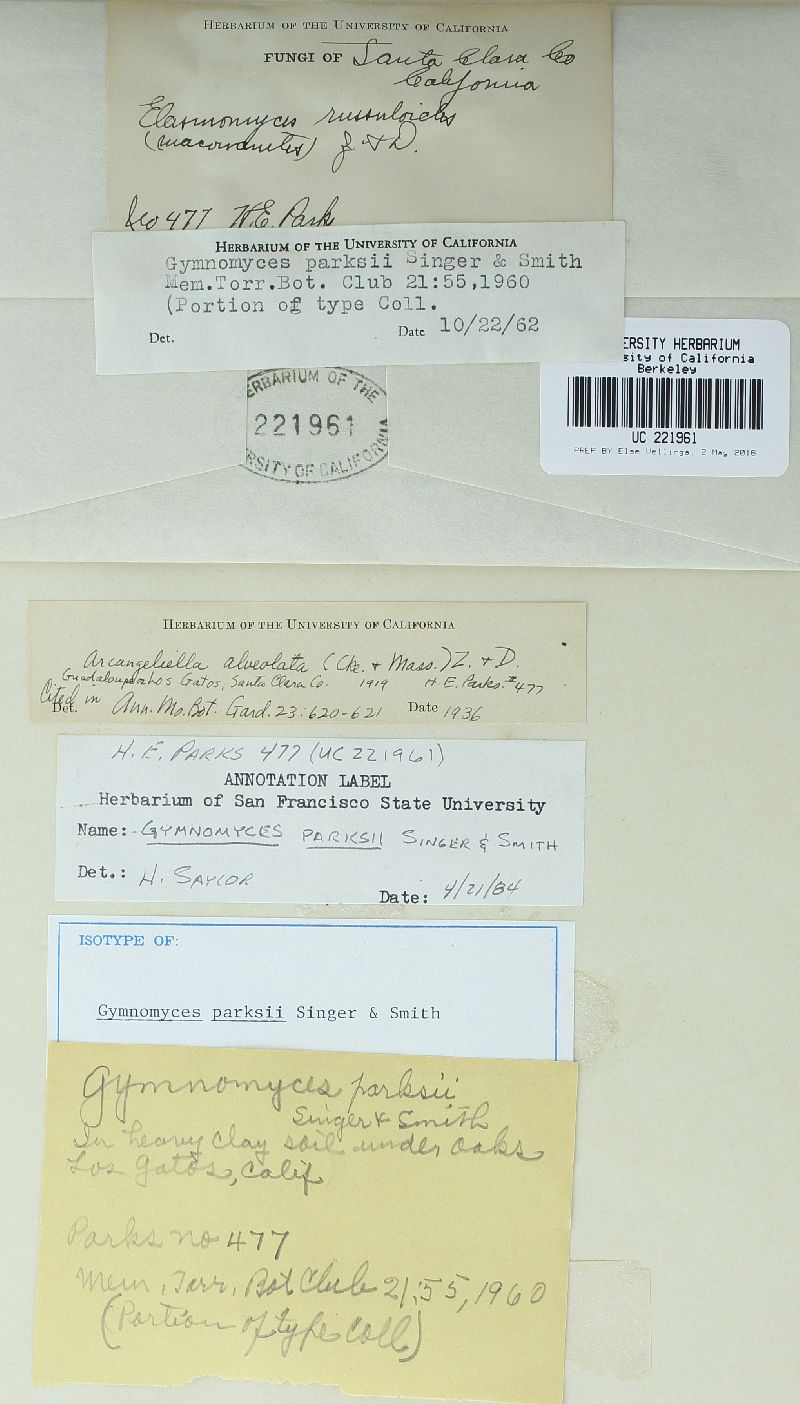 HERBARIUM OF THE UNIVERSITY OF CALIFORNIA
FUNGI OF Santa Clara Co
California
Elasmomyces russuloides
(macowanites) Z & D.
No 477 H.E. Park
HERBARIUM OF THE UNIVERSITY OF CALIFORNIA
Gymnomyces parksii Singer & Smith
Mem.Torr.Bot. Club 21:55,1960
(Portion of type Coll.
Det. Date 10/22/62
ERBARIUM OF THE
221961
RSITY OF CALIFORNIA
ERSITY HERBARIUM
sity of California
Berkeley
UC 221961
PREP BY Else Vellinga, 2 May 2016
HERBARIUM OF THE UNIVERSITY OF CALIFORNIA
Arcangeliella alveolata (Cke. & Mass.) Z. & D.
Los Gatos, Santa Clara Co. 1919 H.E. Parks #477
Cited in
Det. Ann. Mo. Bot. Gard. 23:620-621 Date 1936
H. E. PARKS 477 (UC 221961)
ANNOTATION LABEL
Herbarium of San Francisco State University
Name: GYMNOMYCES PARKSII SINGER & SMITH
Det.: H. SAYLOR
Date: 4/21/84
ISOTYPE OF:
Gymnomyces parksii Singer & Smith
Gymnomyces parksii
Singer & Smith
In heavy clay soil under oaks
Los Gatos, Calif
Parks no 477
Mem. Torr. Bot Club 21:55, 1960
(Portion of type coll)